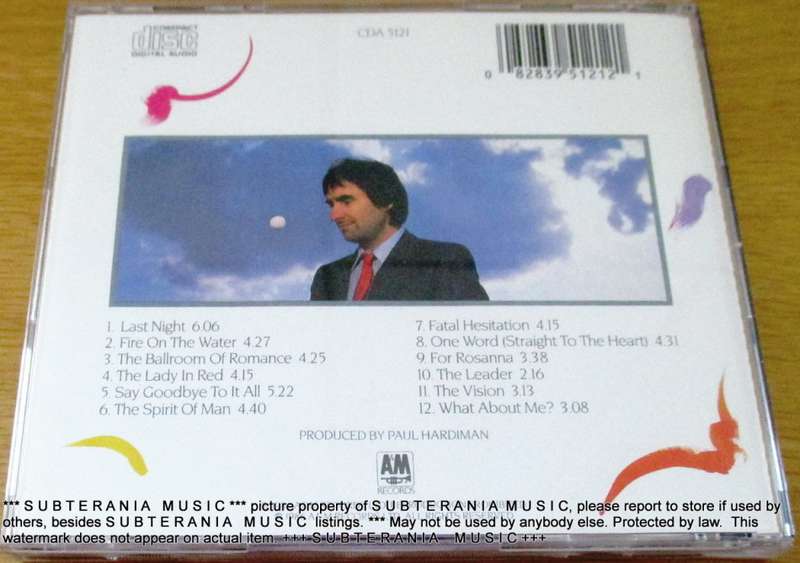 COMPACT
disc
DIGITAL AUDIO
CDA 5121
0 82839 51212 1
1. Last Night 6.06
2. Fire On The Water 4.27
3. The Ballroom Of Romance 4.25
4. The Lady In Red 4.15
5. Say Goodbye To It All 5.22
6. The Spirit Of Man 4.40
7. Fatal Hesitation 4.15
8. One Word (Straight To The Heart) 4.31
9. For Rosanna 3.38
10. The Leader 2.16
11. The Vision 3.13
12. What About Me? 3.08
PRODUCED BY PAUL HARDIMAN
A&M
RECORDS
ALL RIGHTS RESERVED
*** S U B T E R A N I A M U S I C *** picture property of S U B T E R A N I A M U S I C, please report to store if used by
others, besides S U B T E R A N I A M U S I C listings. *** May not be used by anybody else. Protected by law. This
watermark does not appear on actual item. +++ S U B T E R A N I A M U S I C +++